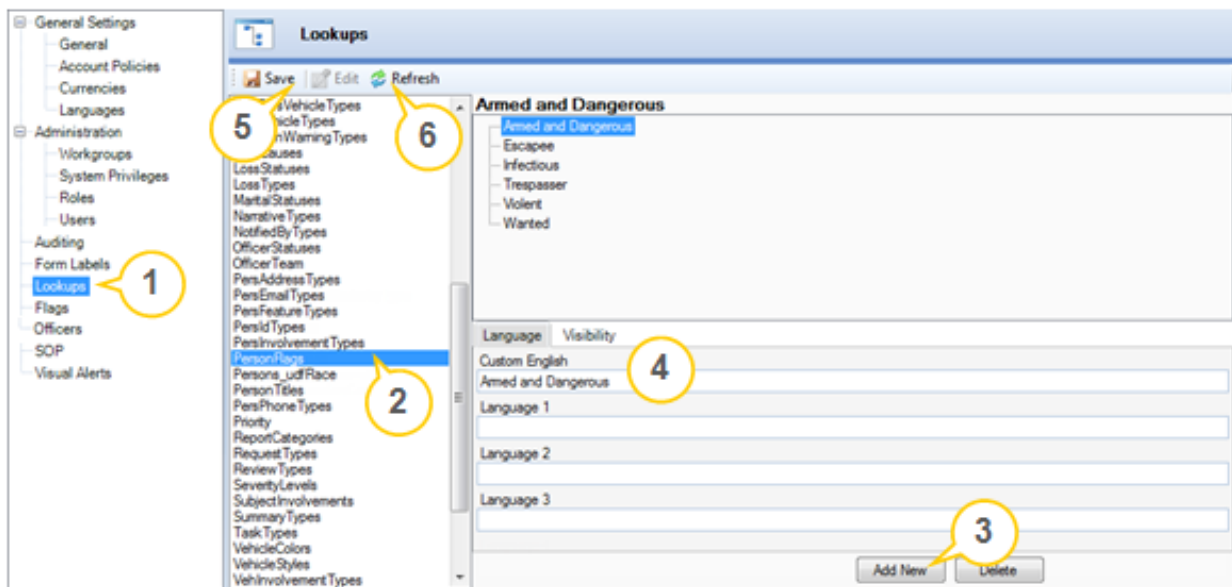 General Settings
General
Account Policies
Currencies
Languages
Administration
Workgroups
System Privileges
Roles
Users
Auditing
Form Labels
Lookups
Flags
Officers
SOP
Visual Alerts
1
Lookups
Save
Edit
Refresh
5
6
VehicleTypes
WarningTypes
LossStatuses
LossTypes
MaritalStatuses
NarrativeTypes
NotifiedByTypes
OfficerStatuses
OfficerTeam
PersAddressTypes
PersEmailTypes
PersFeatureTypes
PersIdTypes
PersInvolvementTypes
PersonFlags
Persons_udfRace
PersonTitles
PersPhoneTypes
Priority
ReportCategories
RequestTypes
ReviewTypes
SeverityLevels
SubjectInvolvements
SummaryTypes
TaskTypes
VehicleColors
VehicleStyles
VehInvolvementTypes
2
Armed and Dangerous
Armed and Dangerous
Escapee
Infectious
Trespasser
Violent
Wanted
Language
Visibility
Custom English
4
Armed and Dangerous
Language 1
Language 2
Language 3
3
Add New
Delete